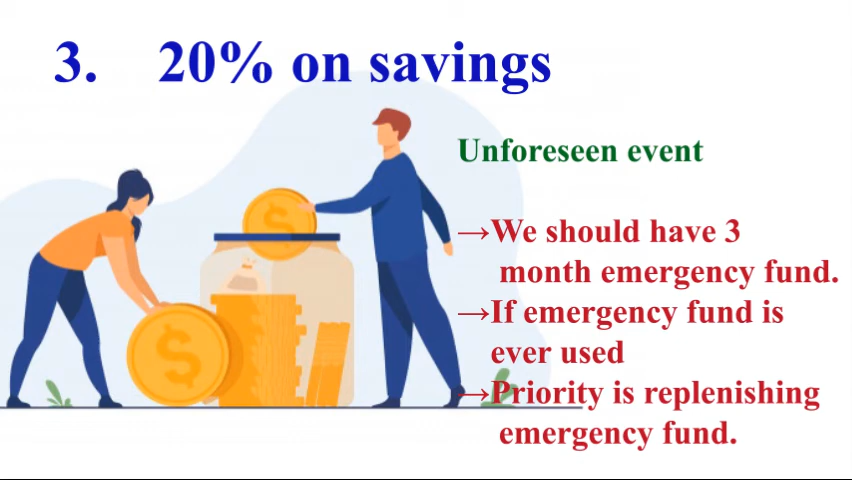 3. 20% on savings
Unforeseen event
→We should have 3
month emergency fund.
→If emergency fund is
ever used
→Priority is replenishing
emergency fund.